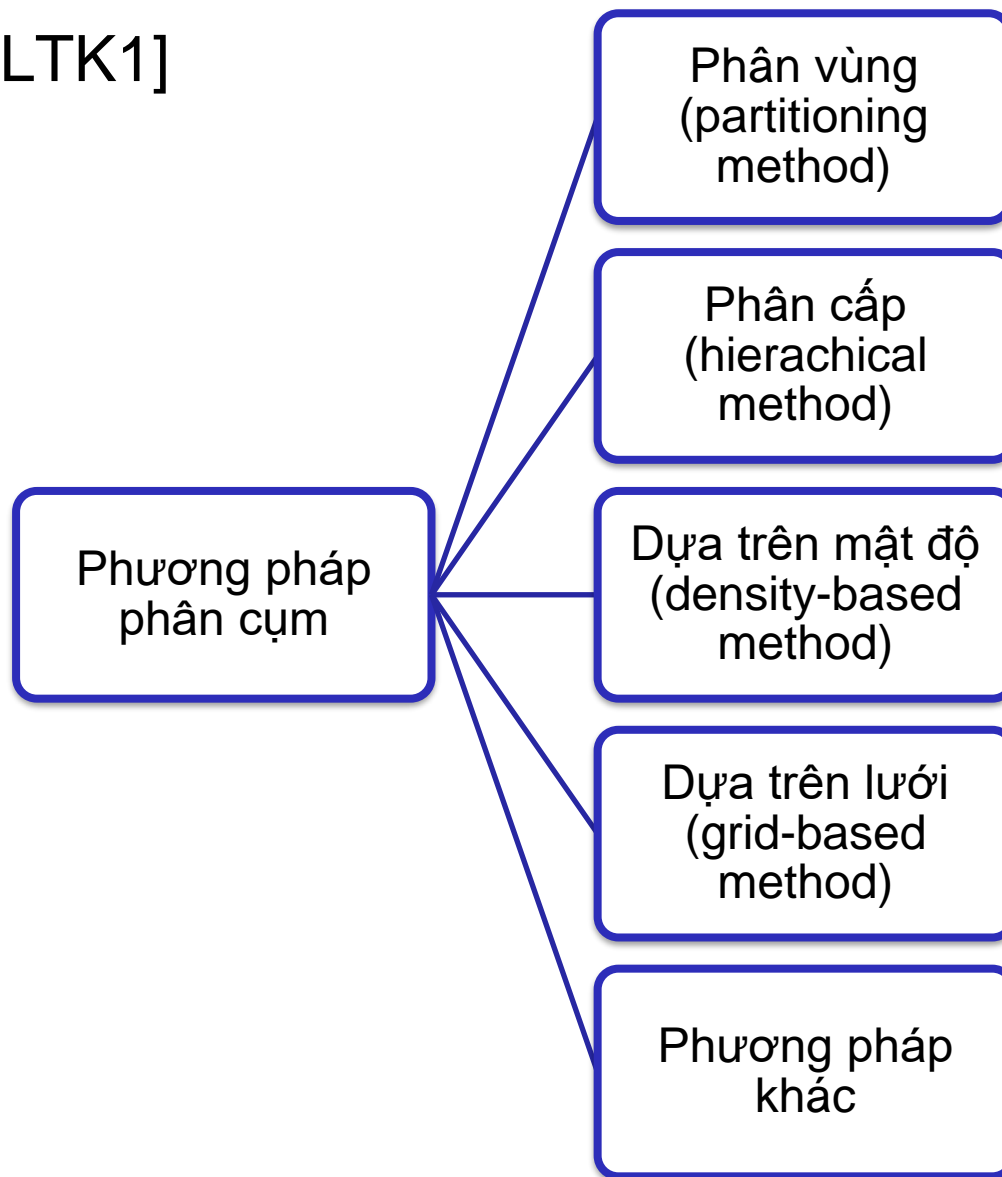 LTK1]
Phân vùng
(partitioning
method)
Phân cấp
(hierachical
method)
Phương pháp
phân cụm
Dựa trên mật độ
(density-based
method)
Dựa trên lưới
(grid-based
method)
Phương pháp
khác